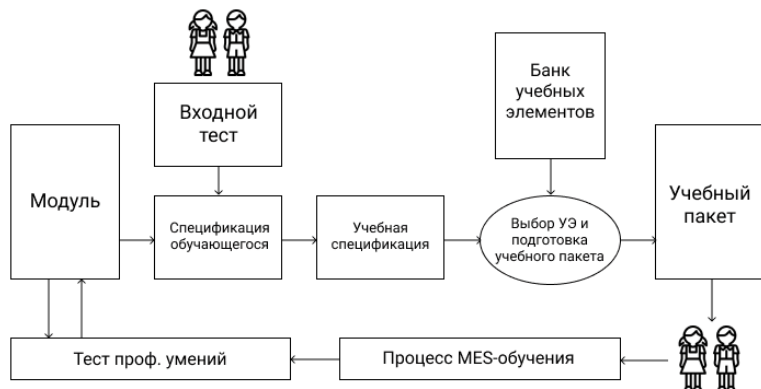 Модуль
Входной
тест
Спецификация
обучающегося
Учебная
спецификация
Банк
учебных
элементов
Выбор УЭ и
подготовка
учебного пакета
Учебный
пакет
Тест проф. умений
Процесс MES-обучения